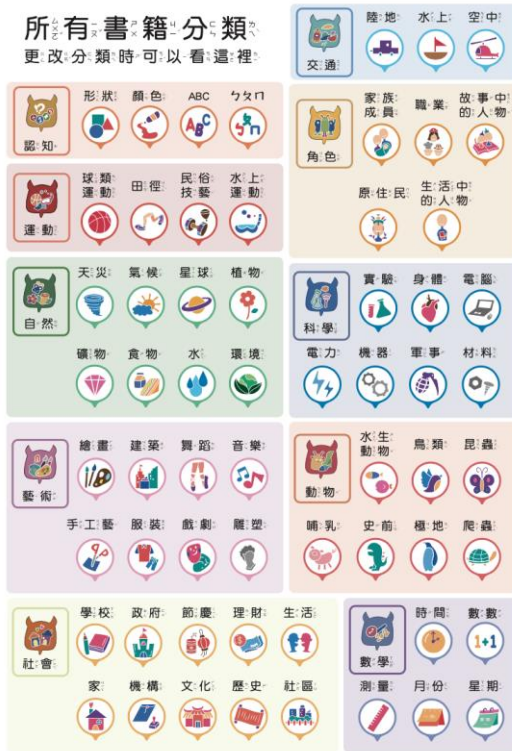 所有書籍分類
更改分類時可以看這裡
交通
陸地 水上 空中
認知
形狀 顏色 ABC ㄅㄆㄇ
ABC
角色
家族成員 職業 故事中的人物
原住民 生活中的人物
運動
球類運動 田徑 民俗技藝 水上運動
自然
天災 氣候 星球 植物
礦物 食物 水 環境
科學
實驗 身體 電腦
電力 機器 軍事 材料
藝術
繪畫 建築 舞蹈 音樂
手工藝 服裝 戲劇 雕塑
動物
水生動物 鳥類 昆蟲
哺乳 史前 極地 爬蟲
社會
學校 政府 節慶 理財 生活
家 機構 文化 歷史 社區
數學
時間 數數
1+1
測量 月份 星期